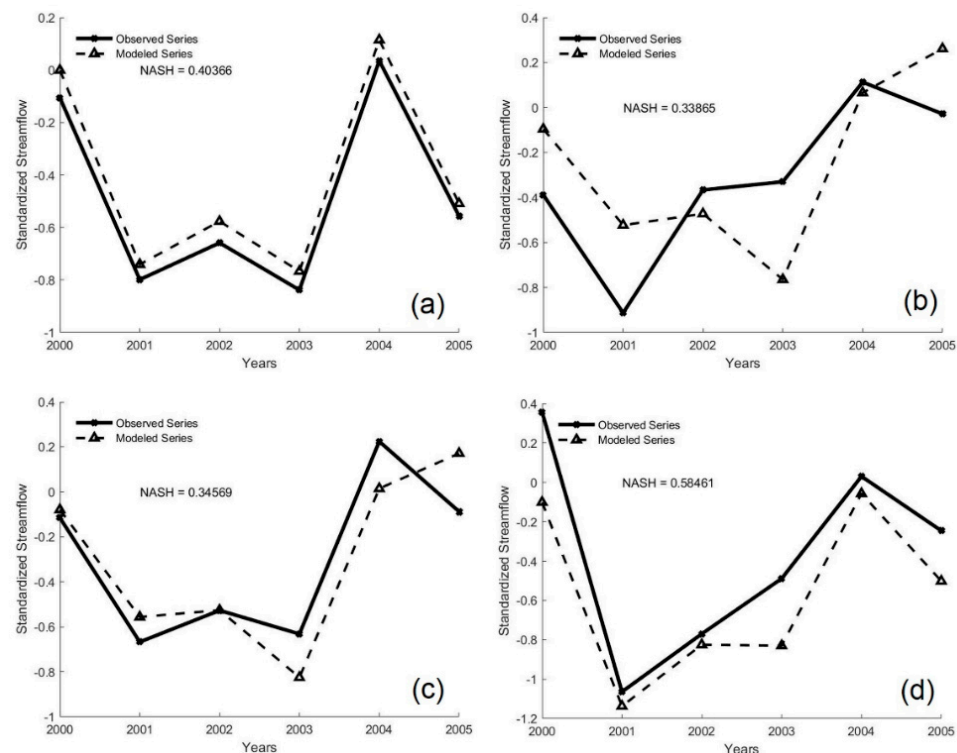 0.2
0
-0.2
-0.4
-0.6
-0.8
-1
Standardized Streamflow
Observed Series
Modeled Series
NASH = 0.40366
(a)
2000 2001 2002 2003 2004 2005
Years
0.4
0.2
0
-0.2
-0.4
-0.6
-0.8
-1
Standardized Streamflow
Observed Series
Modeled Series
NASH = 0.33865
(b)
2000 2001 2002 2003 2004 2005
Years
0.4
0.2
0
-0.2
-0.4
-0.6
-0.8
-1
Standardized Streamflow
Observed Series
Modeled Series
NASH = 0.34569
(c)
2000 2001 2002 2003 2004 2005
Years
0.4
0.2
0
-0.2
-0.4
-0.6
-0.8
-1
-1.2
Standardized Streamflow
Observed Series
Modeled Series
NASH = 0.58461
(d)
2000 2001 2002 2003 2004 2005
Years